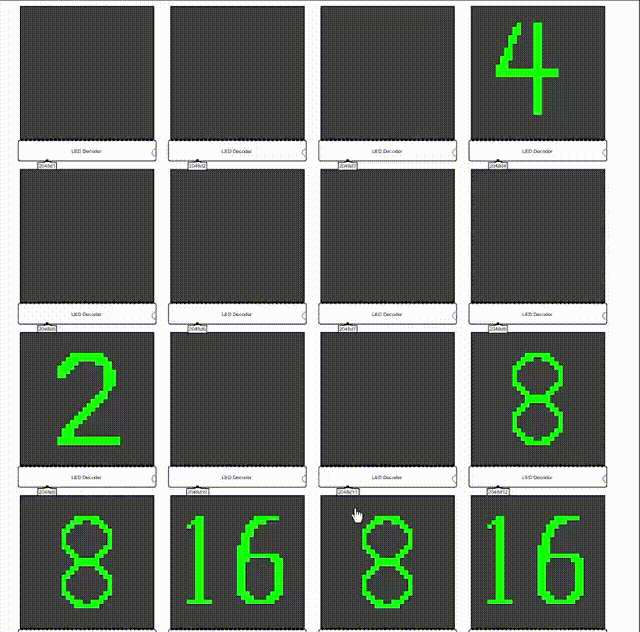 4
LED Decoder LED Decoder LED Decoder LED Decoder
2048d1 2048d2 2048d3 2048d4
LED Decoder LED Decoder LED Decoder LED Decoder
2048d5 2048d6 2048d7 2048d8
2 8
LED Decoder LED Decoder LED Decoder LED Decoder
2048d9 2048d10 2048d11 2048d12
8 16 8 16